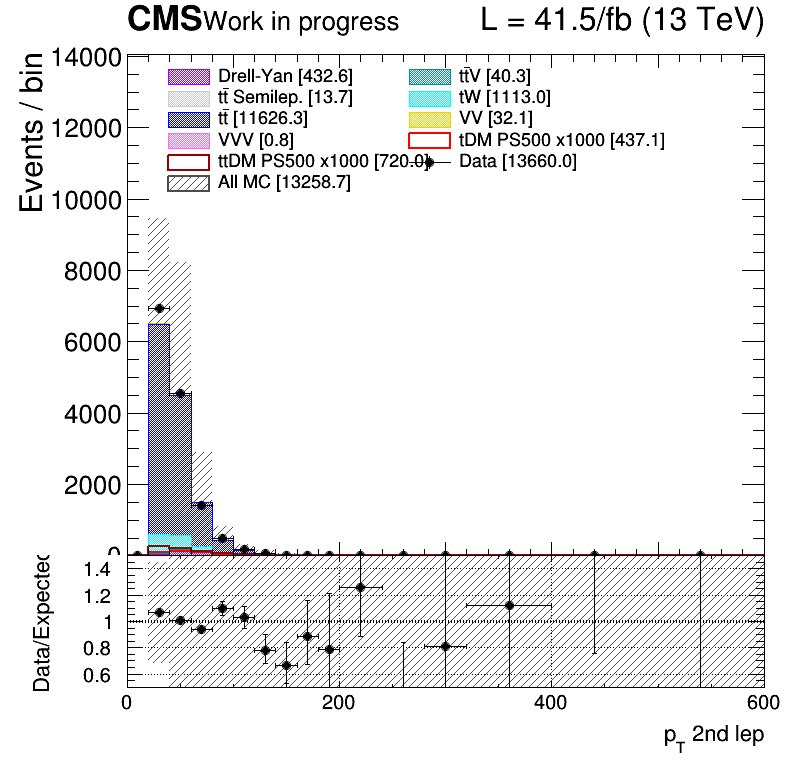 CMS Work in progress L = 41.5/fb (13 TeV)
Events / bin
14000
12000
10000
8000
6000
4000
2000
0
Drell-Yan [432.6]
tt̄ Semilep. [13.7]
tt̄ [11626.3]
VVV [0.8]
ttDM PS500 x1000 [720.0]
All MC [13258.7]
tt̄V [40.3]
tW [1113.0]
VV [32.1]
tDM PS500 x1000 [437.1]
Data [13660.0]
Data/Expected
1.4
1.2
1
0.8
0.6
0 200 400 600
p_T 2nd lep